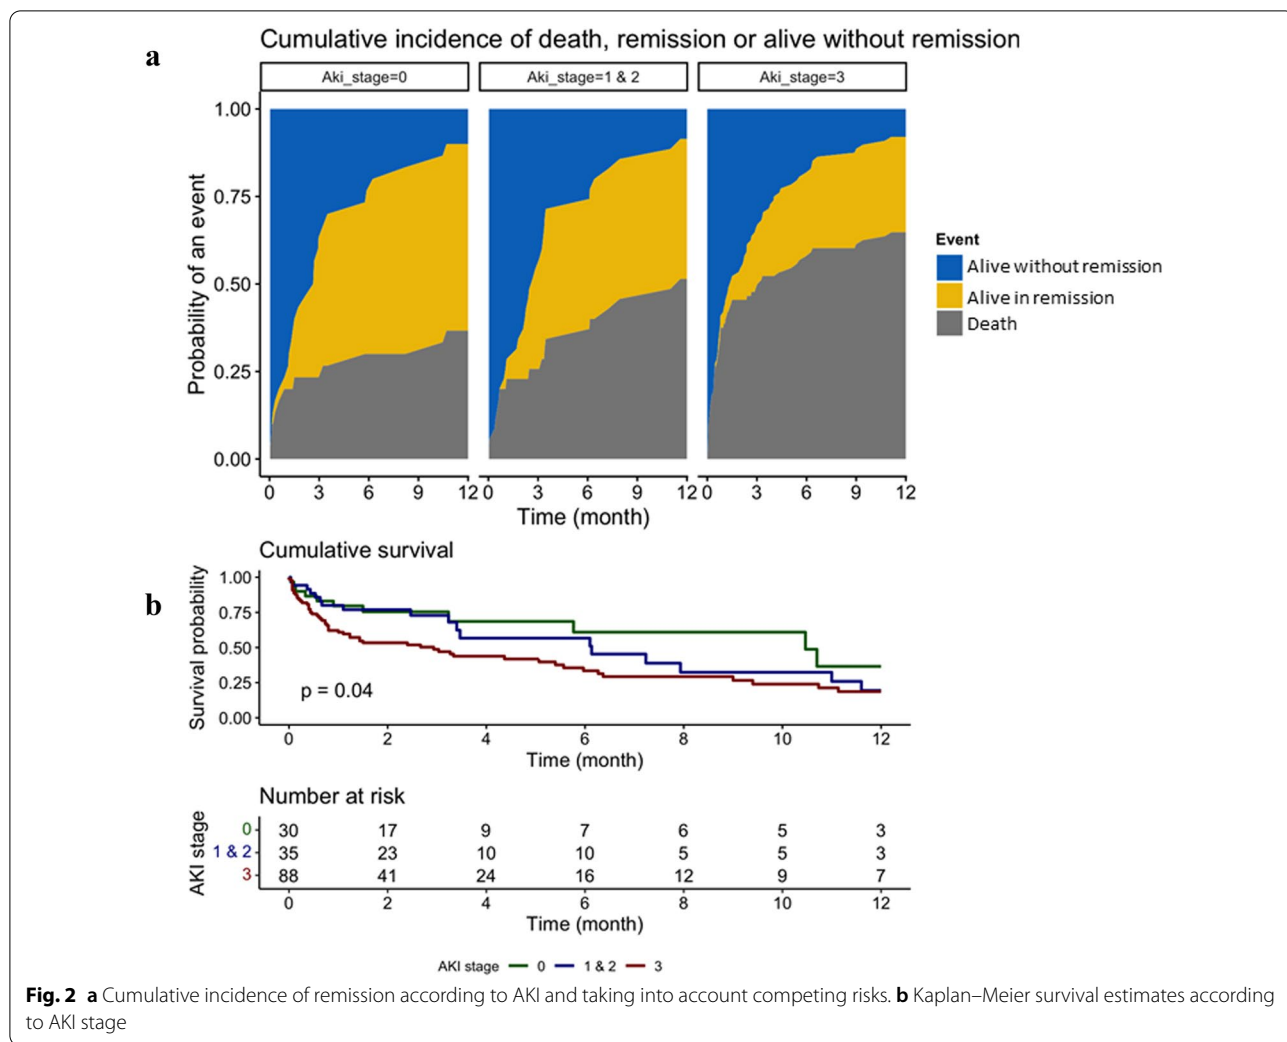 a
Cumulative incidence of death, remission or alive without remission
Aki_stage=0 Aki_stage=1 & 2 Aki_stage=3
Probability of an event
1.00
0.75
0.50
0.25
0.00
0 3 6 9 12 0 3 6 9 12 0 3 6 9 12
Time (month)
Event
Alive without remission
Alive in remission
Death
b
Cumulative survival
Survival probability
1.00
0.75
0.50
0.25
0.00
p = 0.04
0 2 4 6 8 10 12
Time (month)
Number at risk
AKI stage
0 30 17 9 7 6 5 3
1 & 2 35 23 10 10 5 5 3
3 88 41 24 16 12 9 7
0 2 4 6 8 10 12
Time (month)
AKI stage 0 1 & 2 3
Fig. 2 a Cumulative incidence of remission according to AKI and taking into account competing risks. b Kaplan–Meier survival estimates according
to AKI stage